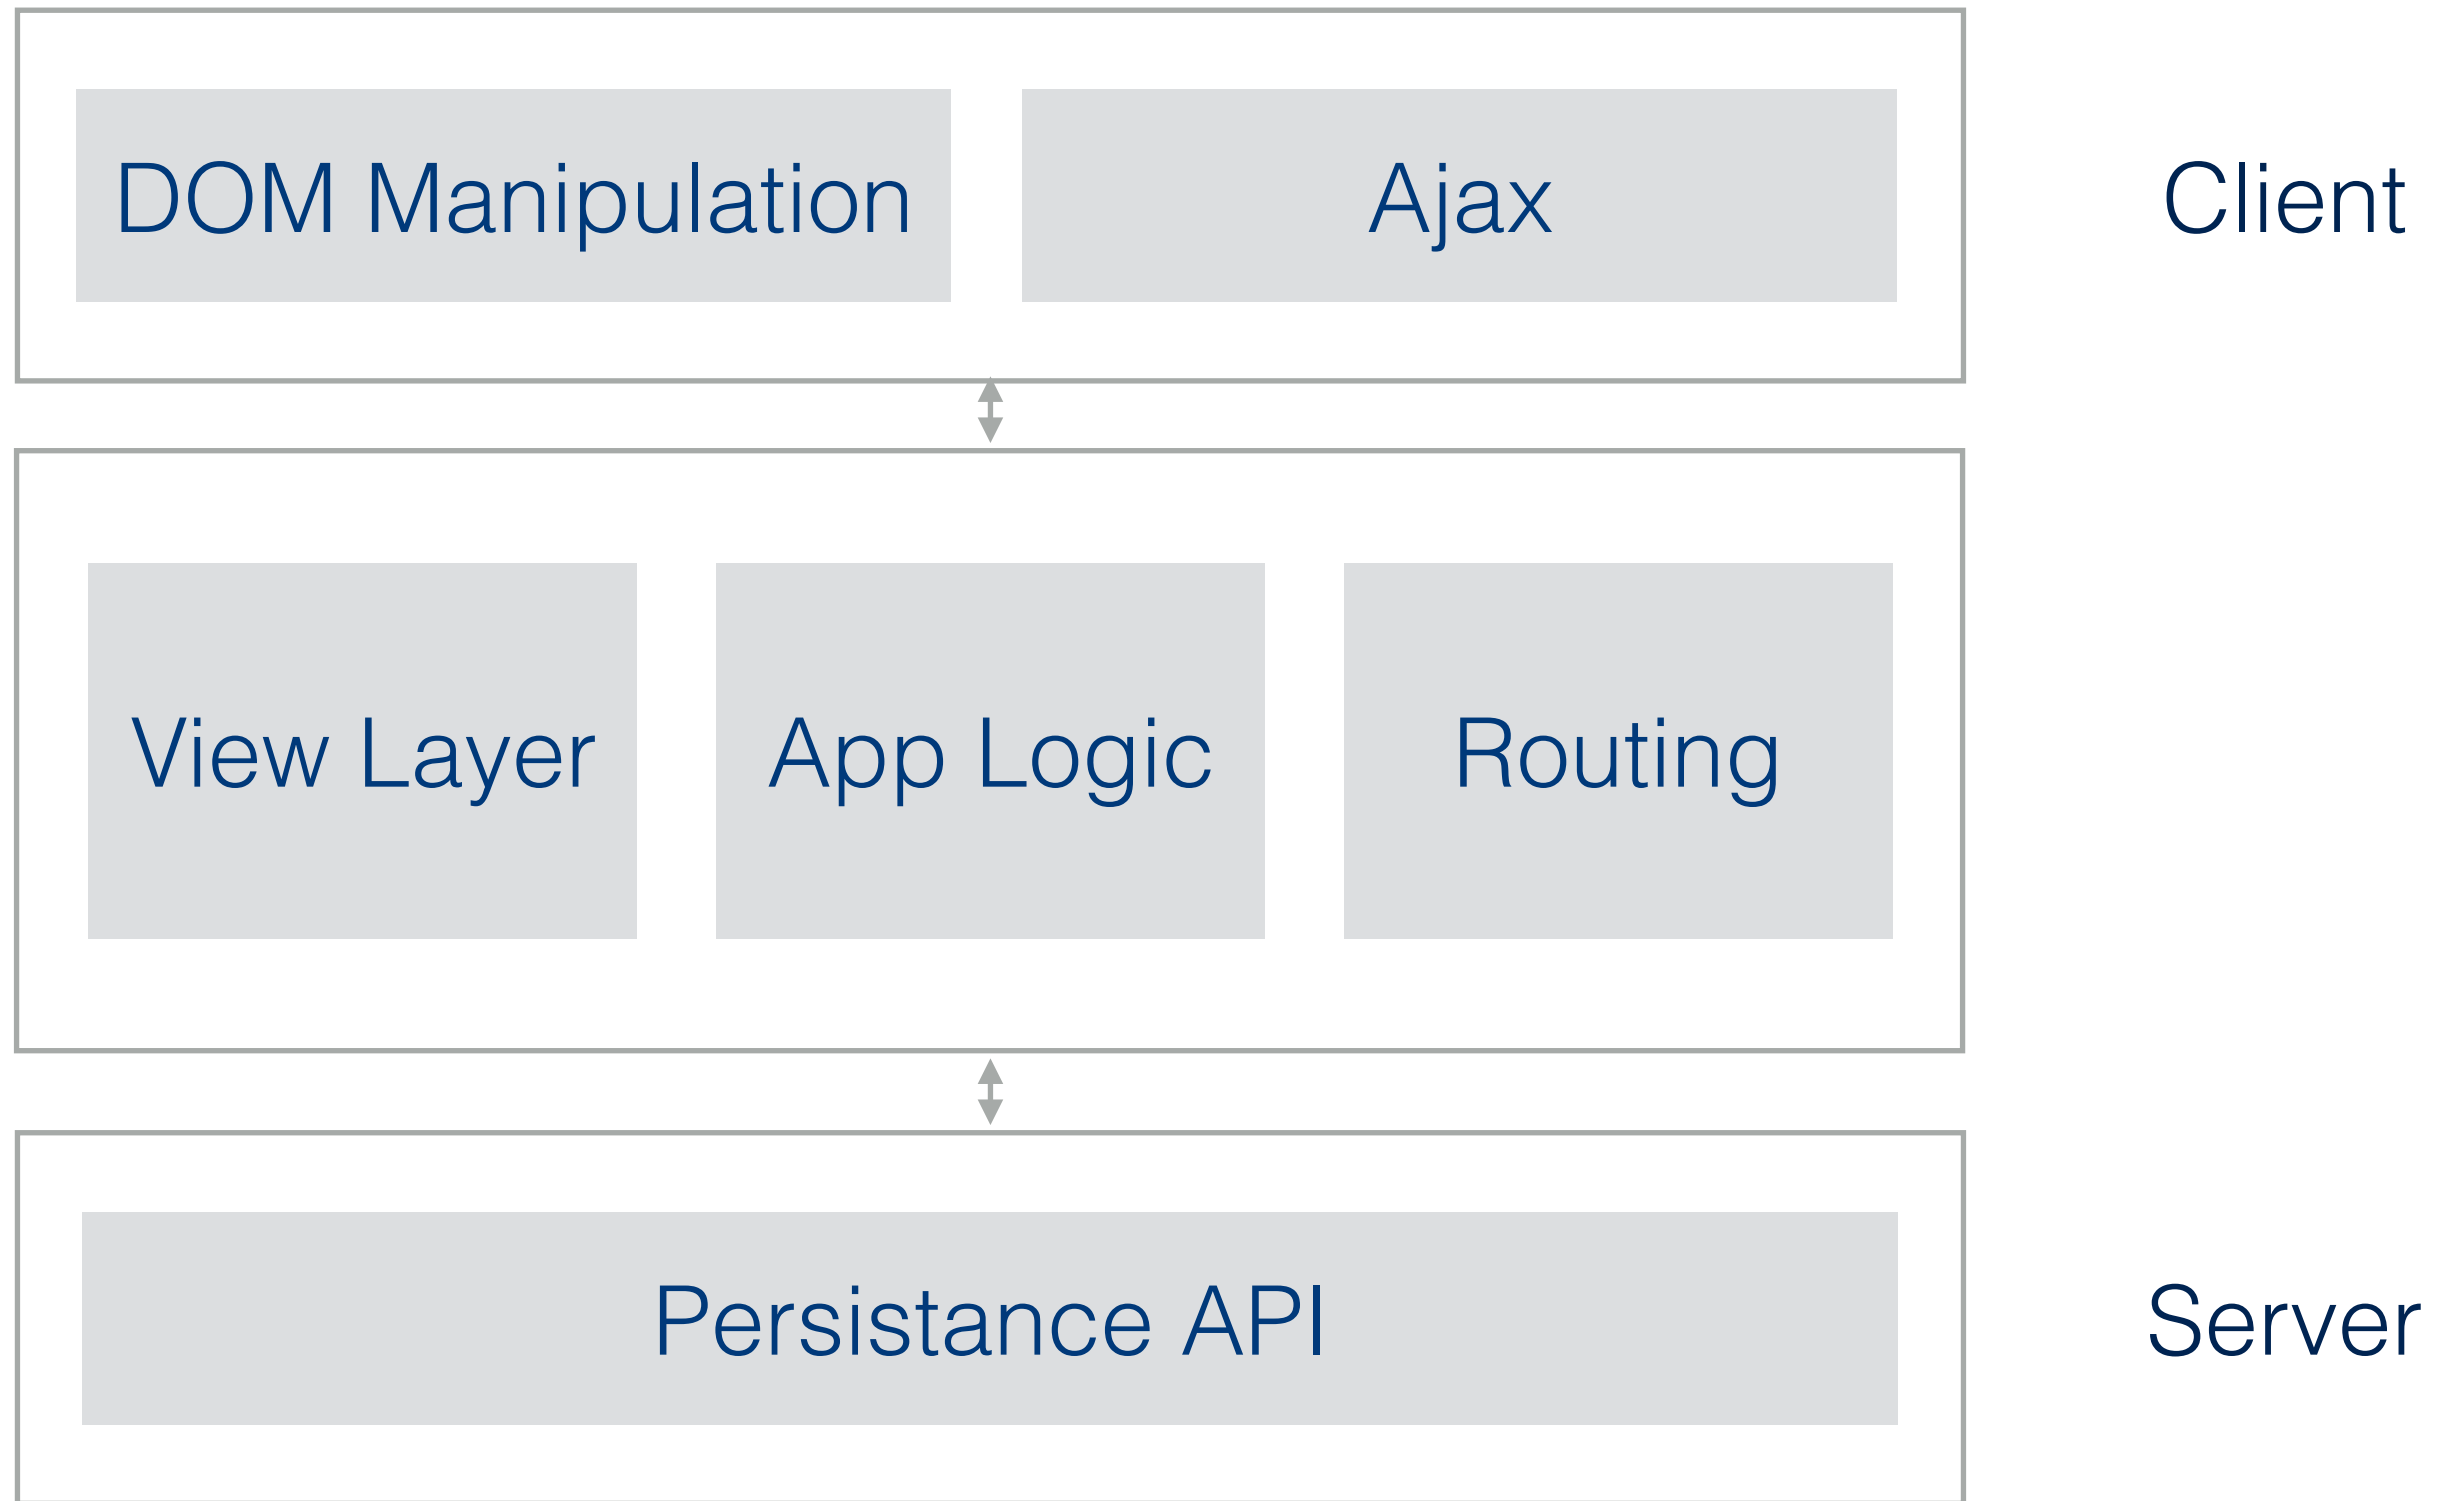 DOM Manipulation
Ajax
Client
View Layer
App Logic
Routing
Persistance API
Server